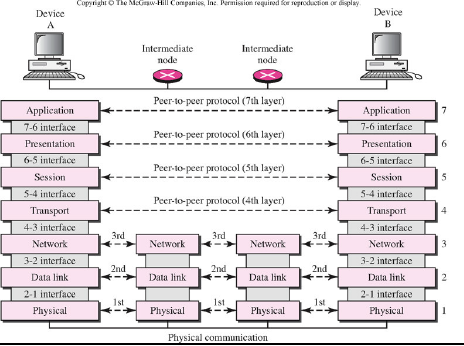 Copyright © The McGraw-Hill Companies, Inc. Permission required for reproduction or display.
Device
A
Device
B
Intermediate
node
Intermediate
node
Application
Peer-to-peer protocol (7th layer)
Application
7
7-6 interface
7-6 interface
Presentation
Peer-to-peer protocol (6th layer)
Presentation
6
6-5 interface
6-5 interface
Session
Peer-to-peer protocol (5th layer)
Session
5
5-4 interface
5-4 interface
Transport
Peer-to-peer protocol (4th layer)
Transport
4
4-3 interface
4-3 interface
Network
3rd
Network
3rd
Network
3rd
Network
3
3-2 interface
3-2 interface
Data link
2nd
Data link
2nd
Data link
2nd
Data link
2
2-1 interface
2-1 interface
Physical
1st
Physical
1st
Physical
1st
Physical
1
Physical communication